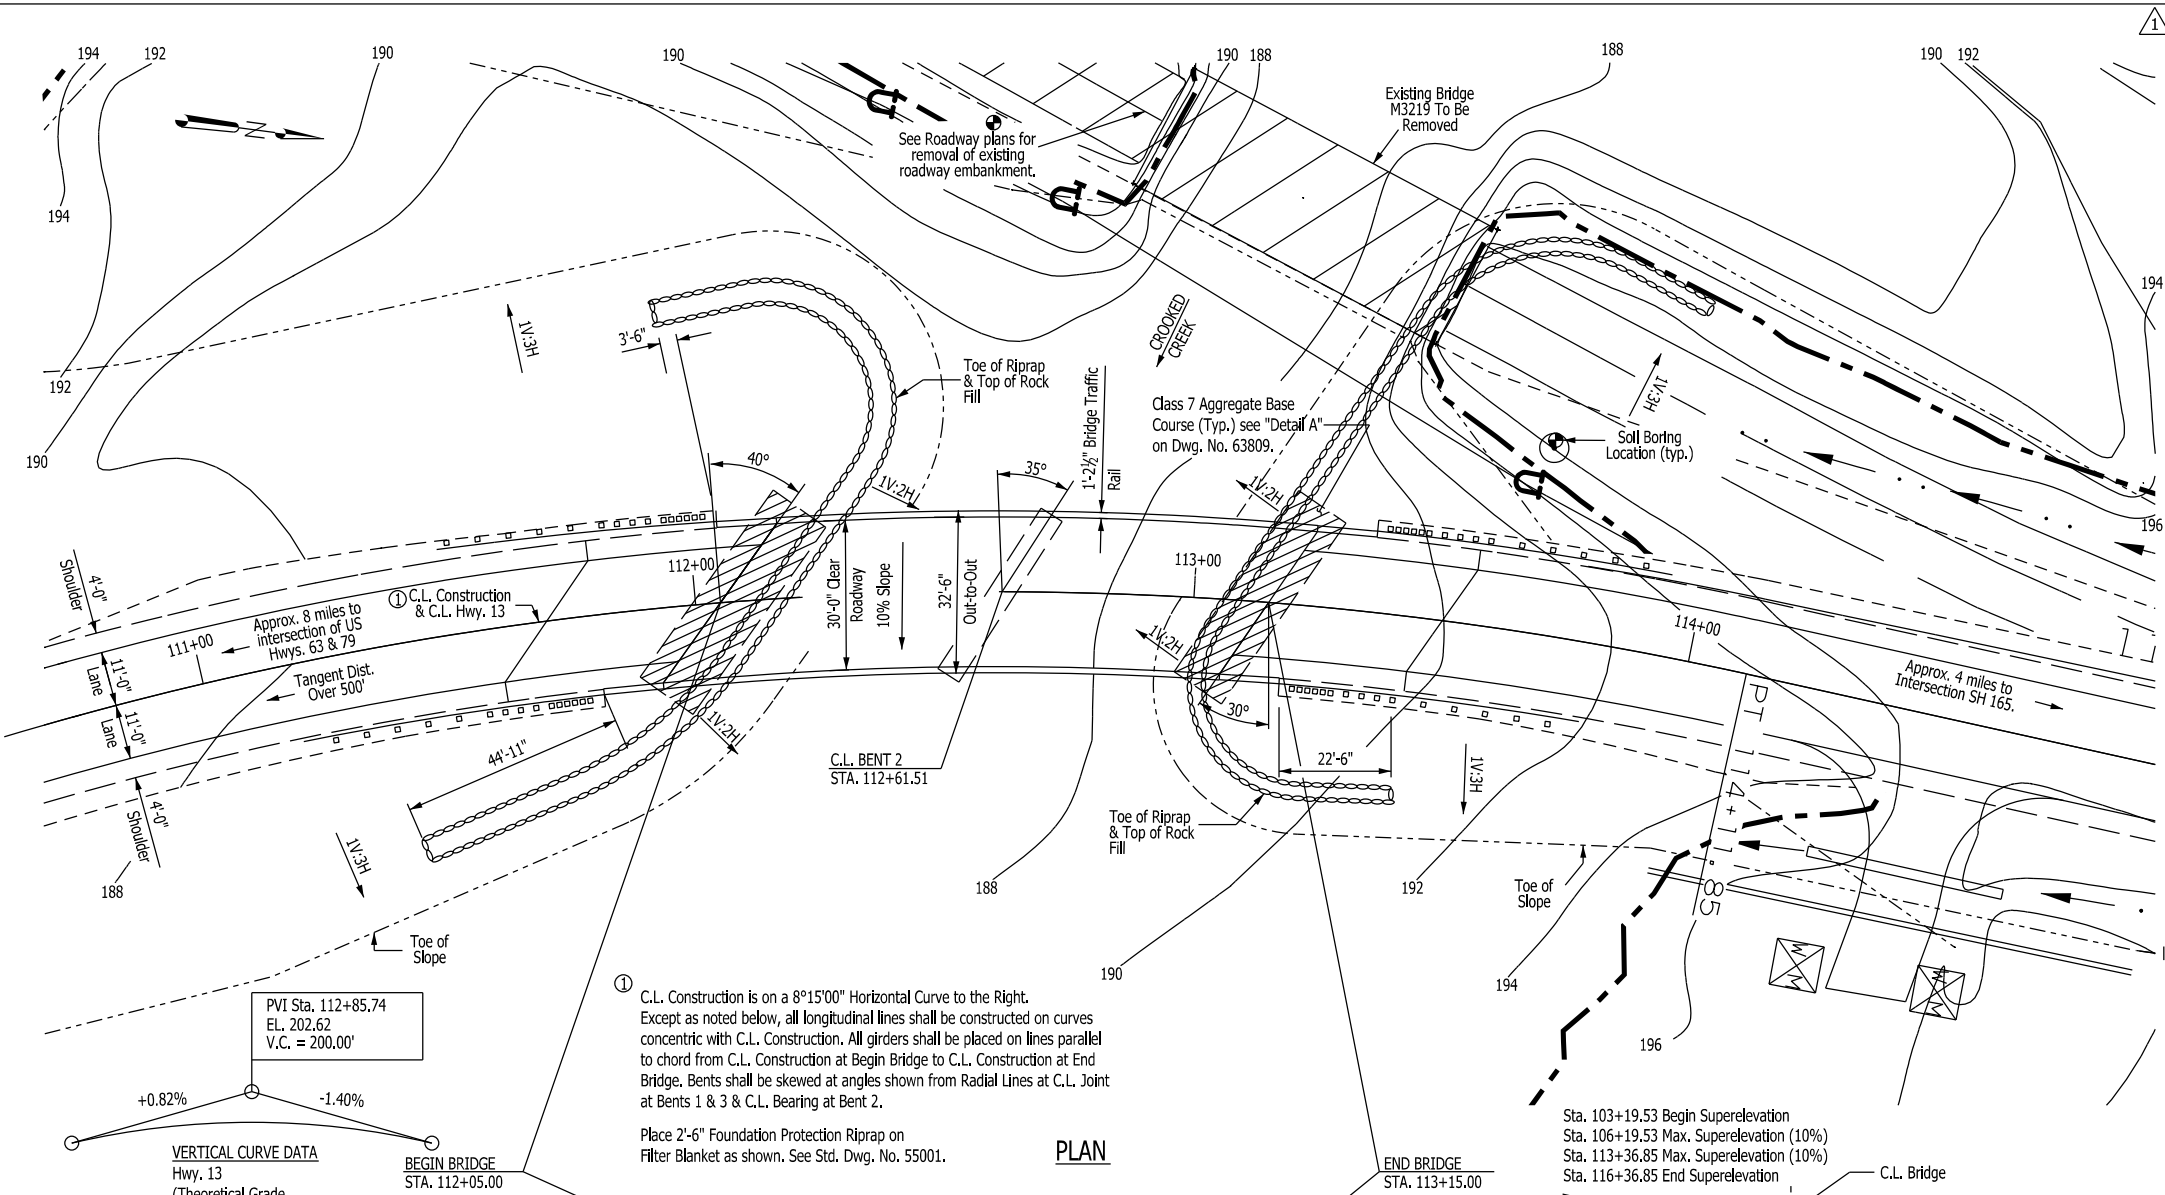 1
194
192
190
190
190
188
188
190
192
N
See Roadway plans for
removal of existing
roadway embankment.
Existing Bridge
M3219 To Be
Removed
194
194
192
190
1V:3H
3'-6"
Toe of Riprap
& Top of Rock
Fill
CROOKED
CREEK
1'-2½" Bridge Traffic
Rail
Class 7 Aggregate Base
Course (Typ.) see "Detail A"
on Dwg. No. 63809.
1V:3H
Soil Boring
Location (typ.)
40°
35°
1V:2H
1V:2H
196
4'-0"
Shoulder
111+00
Approx. 8 miles to
intersection of US
Hwys. 63 & 79
1 C.L. Construction
& C.L. Hwy. 13
112+00
30'-0" Clear
Roadway
10% Slope
32'-6"
Out-to-Out
113+00
1V:2H
114+00
Approx. 4 miles to
Intersection SH 165.
11'-0"
Lane
Tangent Dist.
Over 500'
11'-0"
Lane
4'-0"
Shoulder
44'-11"
1V:2H
C.L. BENT 2
STA. 112+61.51
30°
22'-6"
1V:3H
Toe of Riprap
& Top of Rock
Fill
1V:3H
188
188
192
Toe of
Slope
Toe of
Slope
190
194
196
PVI Sta. 112+85.74
EL. 202.62
V.C. = 200.00'
+0.82%
-1.40%
VERTICAL CURVE DATA
Hwy. 13
(Theoretical Grade
BEGIN BRIDGE
STA. 112+05.00
1
C.L. Construction is on a 8°15'00" Horizontal Curve to the Right.
Except as noted below, all longitudinal lines shall be constructed on curves
concentric with C.L. Construction. All girders shall be placed on lines parallel
to chord from C.L. Construction at Begin Bridge to C.L. Construction at End
Bridge. Bents shall be skewed at angles shown from Radial Lines at C.L. Joint
at Bents 1 & 3 & C.L. Bearing at Bent 2.
Place 2'-6" Foundation Protection Riprap on
Filter Blanket as shown. See Std. Dwg. No. 55001.
PLAN
END BRIDGE
STA. 113+15.00
Sta. 103+19.53 Begin Superelevation
Sta. 106+19.53 Max. Superelevation (10%)
Sta. 113+36.85 Max. Superelevation (10%)
Sta. 116+36.85 End Superelevation
C.L. Bridge